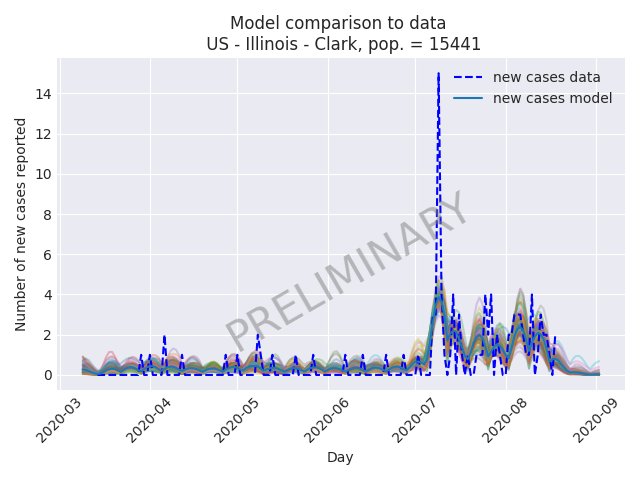 Model comparison to data
US - Illinois - Clark, pop. = 15441
new cases data
new cases model
Number of new cases reported
14
12
10
8
6
4
2
0
PRELIMINARY
2020-03
2020-04
2020-05
2020-06
2020-07
2020-08
2020-09
Day